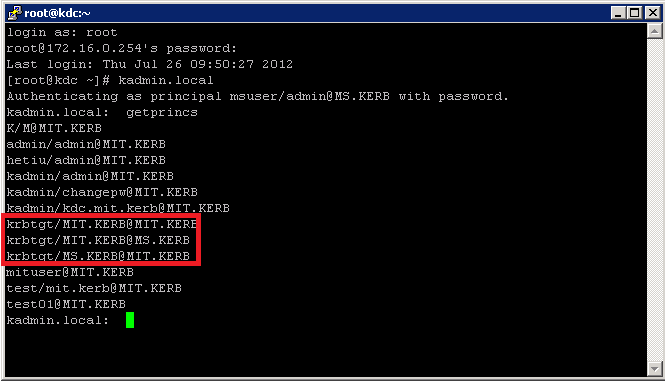 root@kdc:~
login as: root
root@172.16.0.254's password:
Last login: Thu Jul 26 09:50:27 2012
[root@kdc ~]# kadmin.local
Authenticating as principal msuser/admin@MS.KERB with password.
kadmin.local:  getprincs
K/M@MIT.KERB
admin/admin@MIT.KERB
hetiu/admin@MIT.KERB
kadmin/admin@MIT.KERB
kadmin/changepw@MIT.KERB
kadmin/kdc.mit.kerb@MIT.KERB
krbtgt/MIT.KERB@MIT.KERB
krbtgt/MIT.KERB@MS.KERB
krbtgt/MS.KERB@MIT.KERB
mituser@MIT.KERB
test/mit.kerb@MIT.KERB
test01@MIT.KERB
kadmin.local: